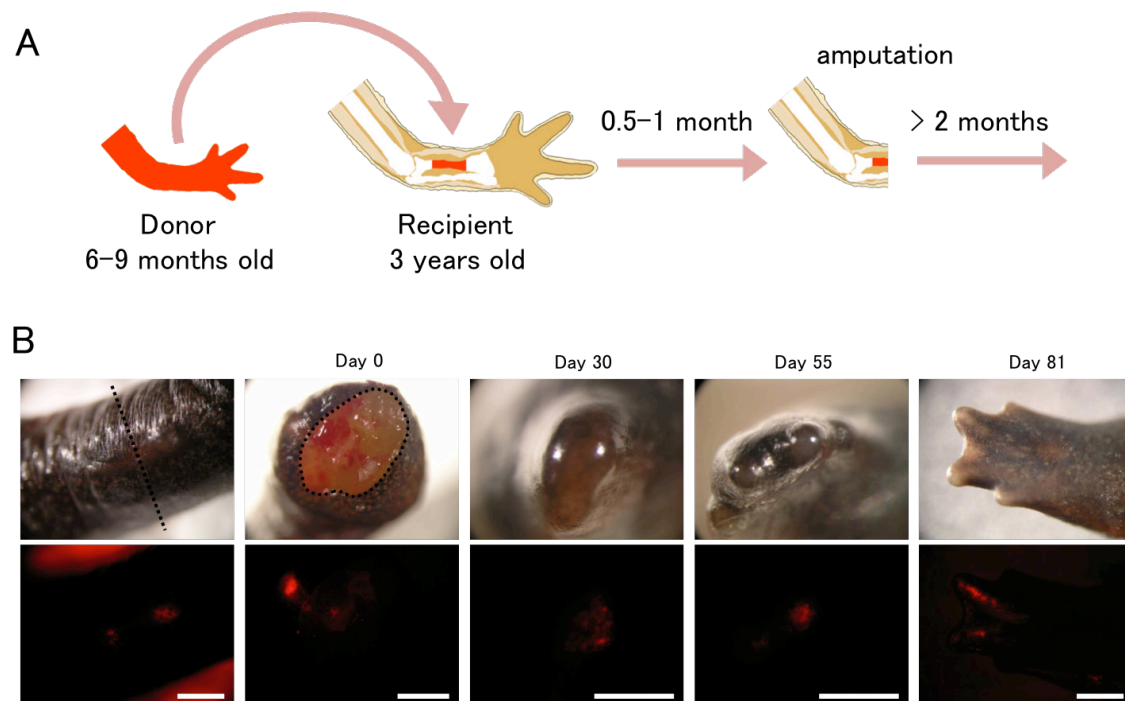 A
amputation
0.5-1 month
> 2 months
Donor
6-9 months old
Recipient
3 years old
B
Day 0
Day 30
Day 55
Day 81